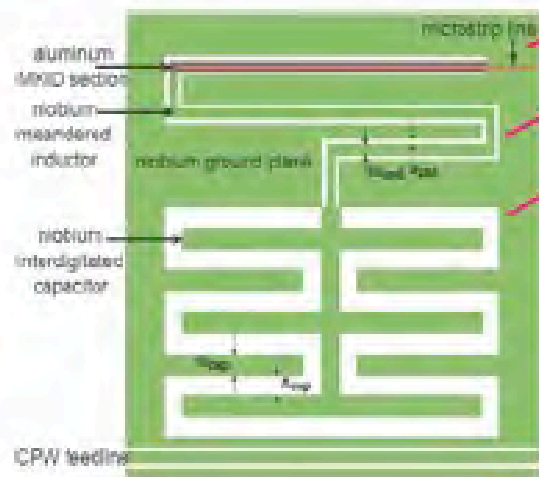 microstrip line
aluminum
MKID section
niobium
meandered
inductor
niobium ground plane
niobium
interdigitated
capacitor
CPW feedline